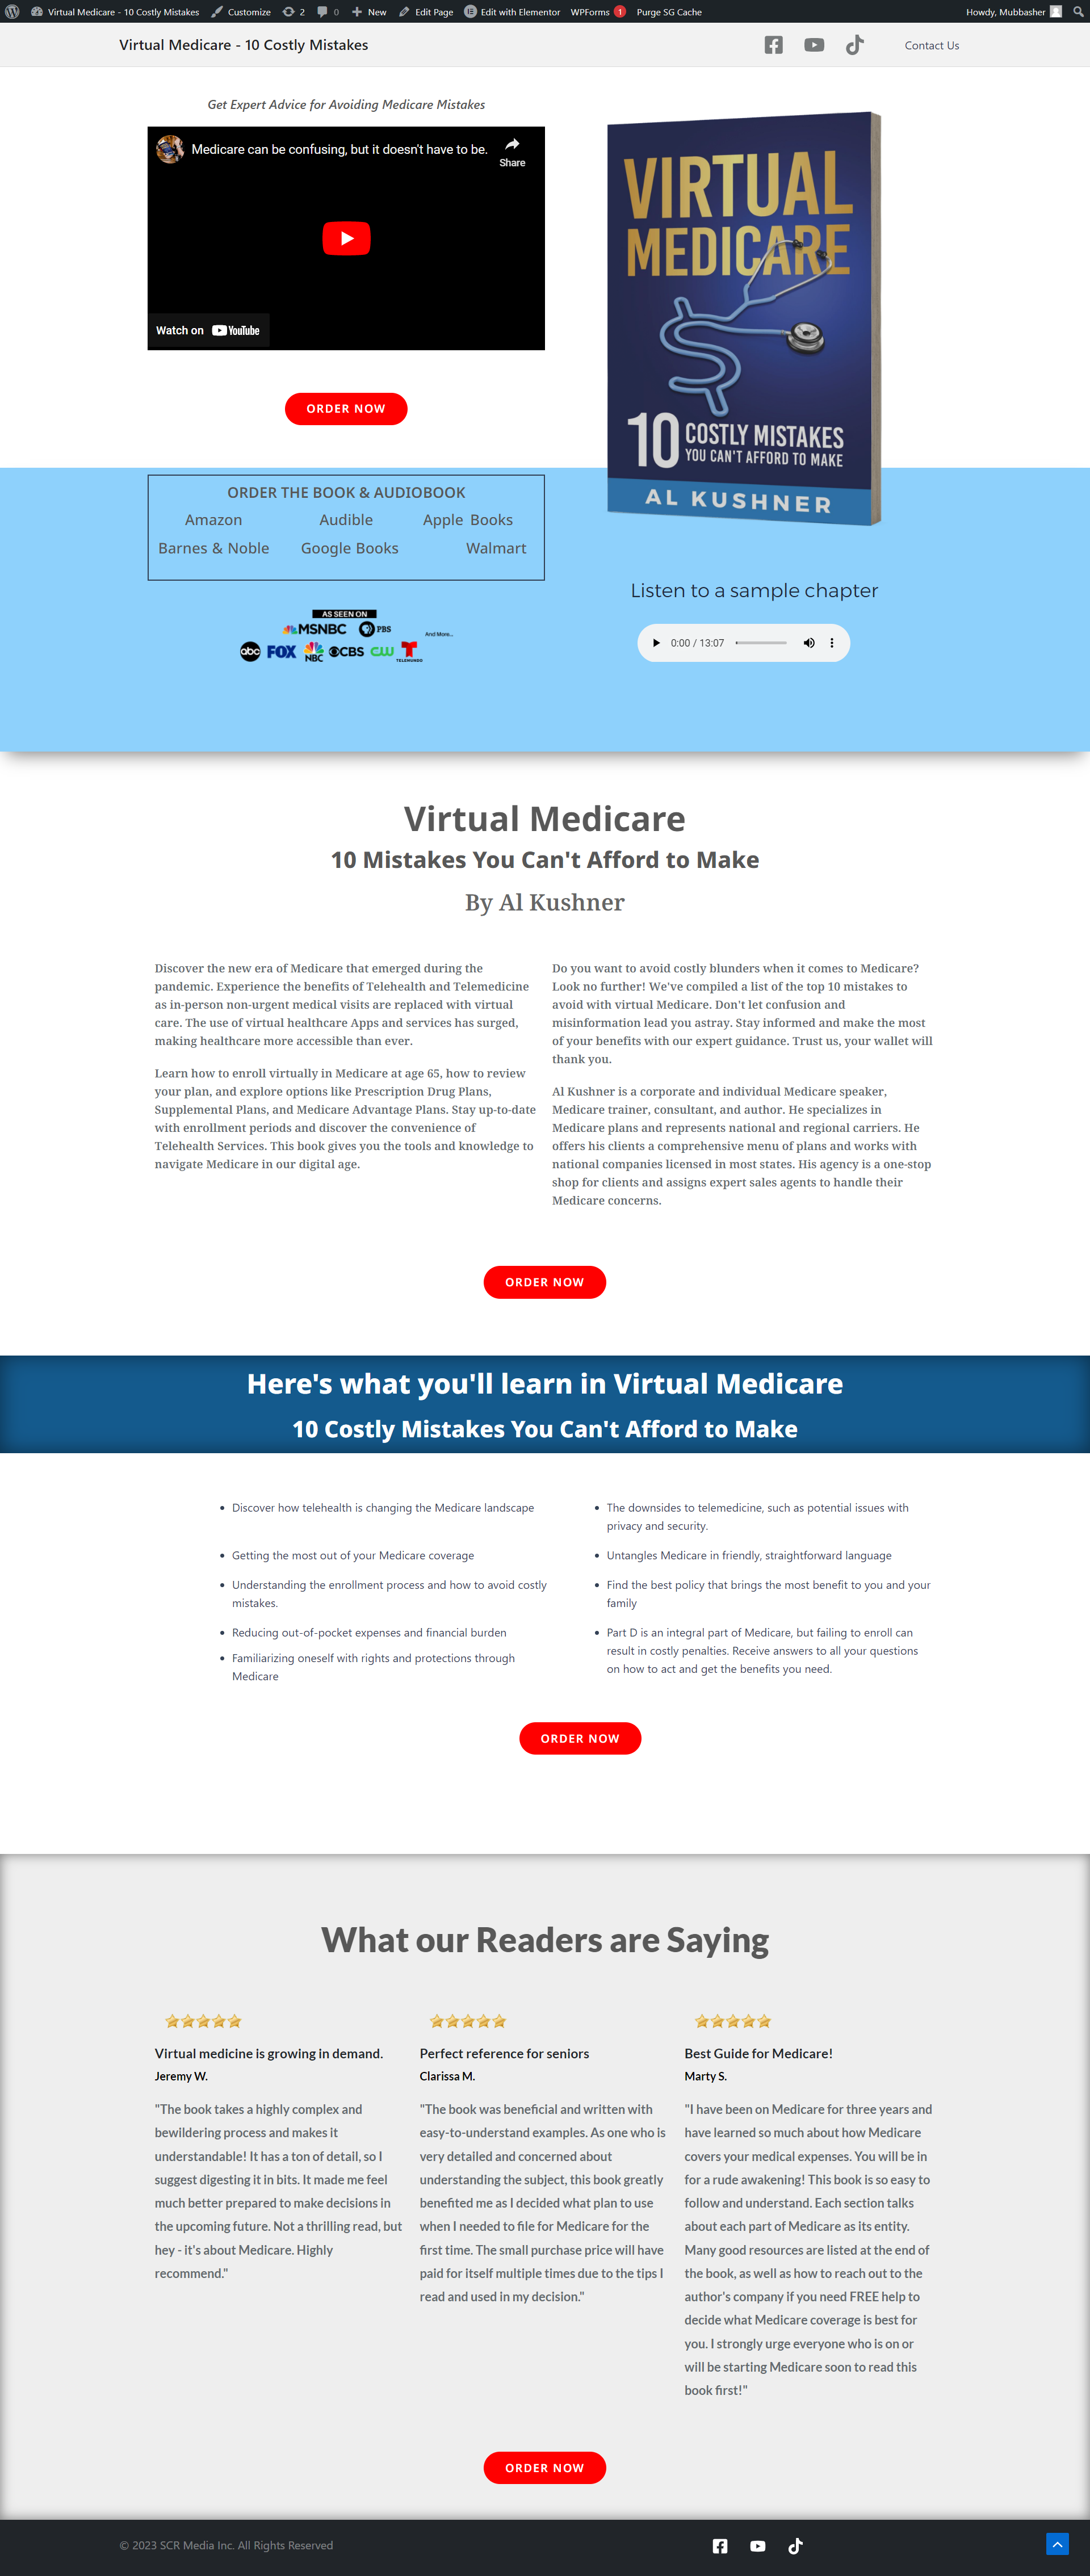 Virtual Medicare - 10 Costly Mistakes Customize 2 0 New Edit Page Edit with Elementor WPForms 1 Purge SG Cache Howdy, Mubbasher
Virtual Medicare - 10 Costly Mistakes Contact Us
Get Expert Advice for Avoiding Medicare Mistakes
Medicare can be confusing, but it doesn't have to be.
Share
Watch on YouTube
ORDER NOW
VIRTUAL
MEDICARE
10 COSTLY MISTAKES
YOU CAN'T AFFORD TO MAKE
AL KUSHNER
ORDER THE BOOK & AUDIOBOOK
Amazon Audible Apple Books
Barnes & Noble Google Books Walmart
AS SEEN ON
MSNBC PBS And More...
abc FOX NBC CBS CW TELEMUNDO
Listen to a sample chapter
0:00 / 13:07
Virtual Medicare
10 Mistakes You Can't Afford to Make
By Al Kushner
Discover the new era of Medicare that emerged during the
pandemic. Experience the benefits of Telehealth and Telemedicine
as in-person non-urgent medical visits are replaced with virtual
care. The use of virtual healthcare Apps and services has surged,
making healthcare more accessible than ever.
Learn how to enroll virtually in Medicare at age 65, how to review
your plan, and explore options like Prescription Drug Plans,
Supplemental Plans, and Medicare Advantage Plans. Stay up-to-date
with enrollment periods and discover the convenience of
Telehealth Services. This book gives you the tools and knowledge to
navigate Medicare in our digital age.
Do you want to avoid costly blunders when it comes to Medicare?
Look no further! We've compiled a list of the top 10 mistakes to
avoid with virtual Medicare. Don't let confusion and
misinformation lead you astray. Stay informed and make the most
of your benefits with our expert guidance. Trust us, your wallet will
thank you.
Al Kushner is a corporate and individual Medicare speaker,
Medicare trainer, consultant, and author. He specializes in
Medicare plans and represents national and regional carriers. He
offers his clients a comprehensive menu of plans and works with
national companies licensed in most states. His agency is a one-stop
shop for clients and assigns expert sales agents to handle their
Medicare concerns.
ORDER NOW
Here's what you'll learn in Virtual Medicare
10 Costly Mistakes You Can't Afford to Make
• Discover how telehealth is changing the Medicare landscape
• Getting the most out of your Medicare coverage
• Understanding the enrollment process and how to avoid costly
mistakes.
• Reducing out-of-pocket expenses and financial burden
• Familiarizing oneself with rights and protections through
Medicare
• The downsides to telemedicine, such as potential issues with
privacy and security.
• Untangles Medicare in friendly, straightforward language
• Find the best policy that brings the most benefit to you and your
family
• Part D is an integral part of Medicare, but failing to enroll can
result in costly penalties. Receive answers to all your questions
on how to act and get the benefits you need.
ORDER NOW
What our Readers are Saying
Virtual medicine is growing in demand.
Jeremy W.
"The book takes a highly complex and
bewildering process and makes it
understandable! It has a ton of detail, so I
suggest digesting it in bits. It made me feel
much better prepared to make decisions in
the upcoming future. Not a thrilling read, but
hey - it's about Medicare. Highly
recommend."
Perfect reference for seniors
Clarissa M.
"The book was beneficial and written with
easy-to-understand examples. As one who is
very detailed and concerned about
understanding the subject, this book greatly
benefited me as I decided what plan to use
when I needed to file for Medicare for the
first time. The small purchase price will have
paid for itself multiple times due to the tips I
read and used in my decision."
Best Guide for Medicare!
Marty S.
"I have been on Medicare for three years and
have learned so much about how Medicare
covers your medical expenses. You will be in
for a rude awakening! This book is so easy to
follow and understand. Each section talks
about each part of Medicare as its entity.
Many good resources are listed at the end of
the book, as well as how to reach out to the
author's company if you need FREE help to
decide what Medicare coverage is best for
you. I strongly urge everyone who is on or
will be starting Medicare soon to read this
book first!"
ORDER NOW
© 2023 SCR Media Inc. All Rights Reserved